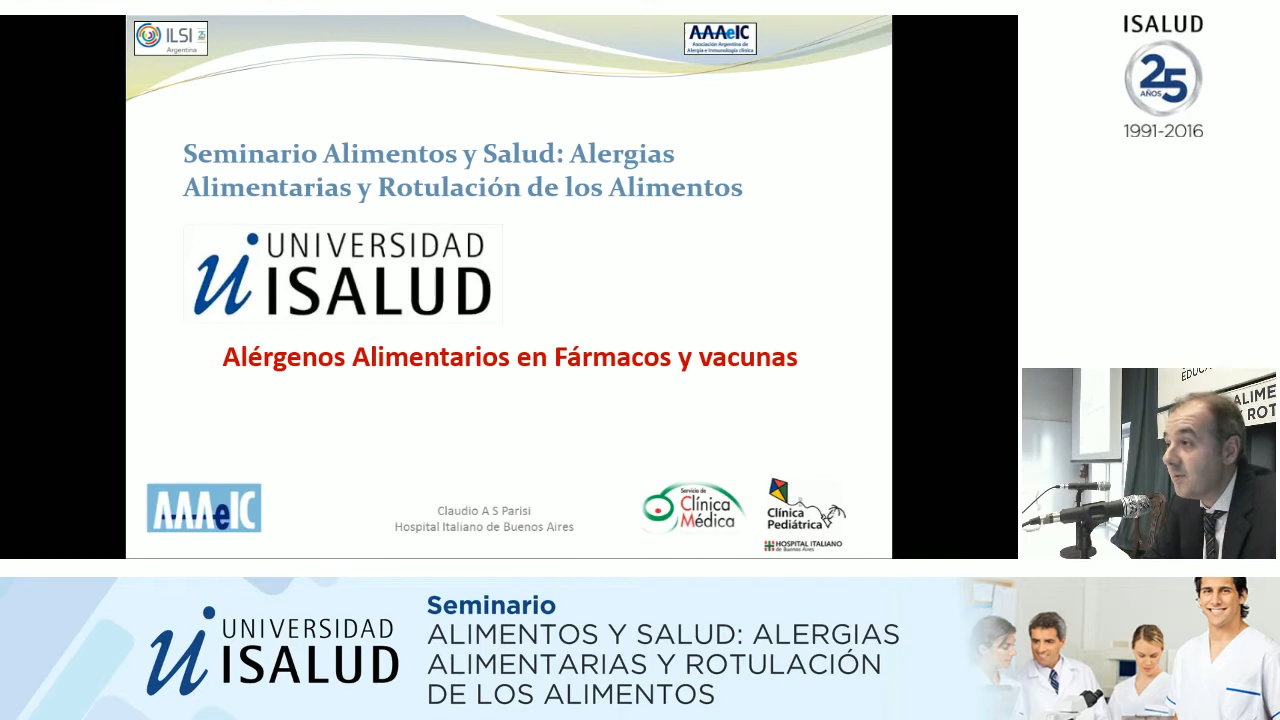 ILSI
Argentina
AAAeIC
Asociación Argentina de
Alergia e Inmunología clínica
ISALUD
25
AÑOS
1991-2016
Seminario Alimentos y Salud: Alergias
Alimentarias y Rotulación de los Alimentos
UNIVERSIDAD
ISALUD
Alérgenos Alimentarios en Fármacos y vacunas
AAAeIC
Claudio A S Parisi
Hospital Italiano de Buenos Aires
Servicio de
Clínica
Médica
Clínica
Pediátrica
HOSPITAL ITALIANO
de Buenos Aires
ALIME
Y ROT
UNIVERSIDAD
ISALUD
Seminario
ALIMENTOS Y SALUD: ALERGIAS
ALIMENTARIAS Y ROTULACIÓN
DE LOS ALIMENTOS